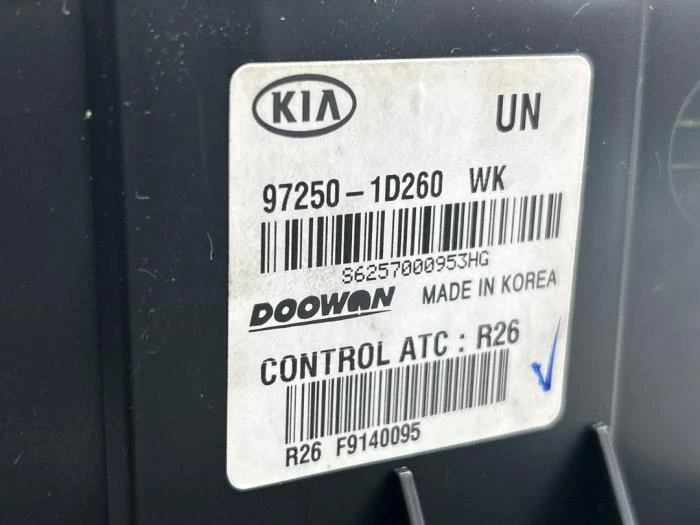 KIA UN
97250-1D260 WK
S6257000953HG
DOOWON MADE IN KOREA
CONTROL ATC : R26
R26 F9140095